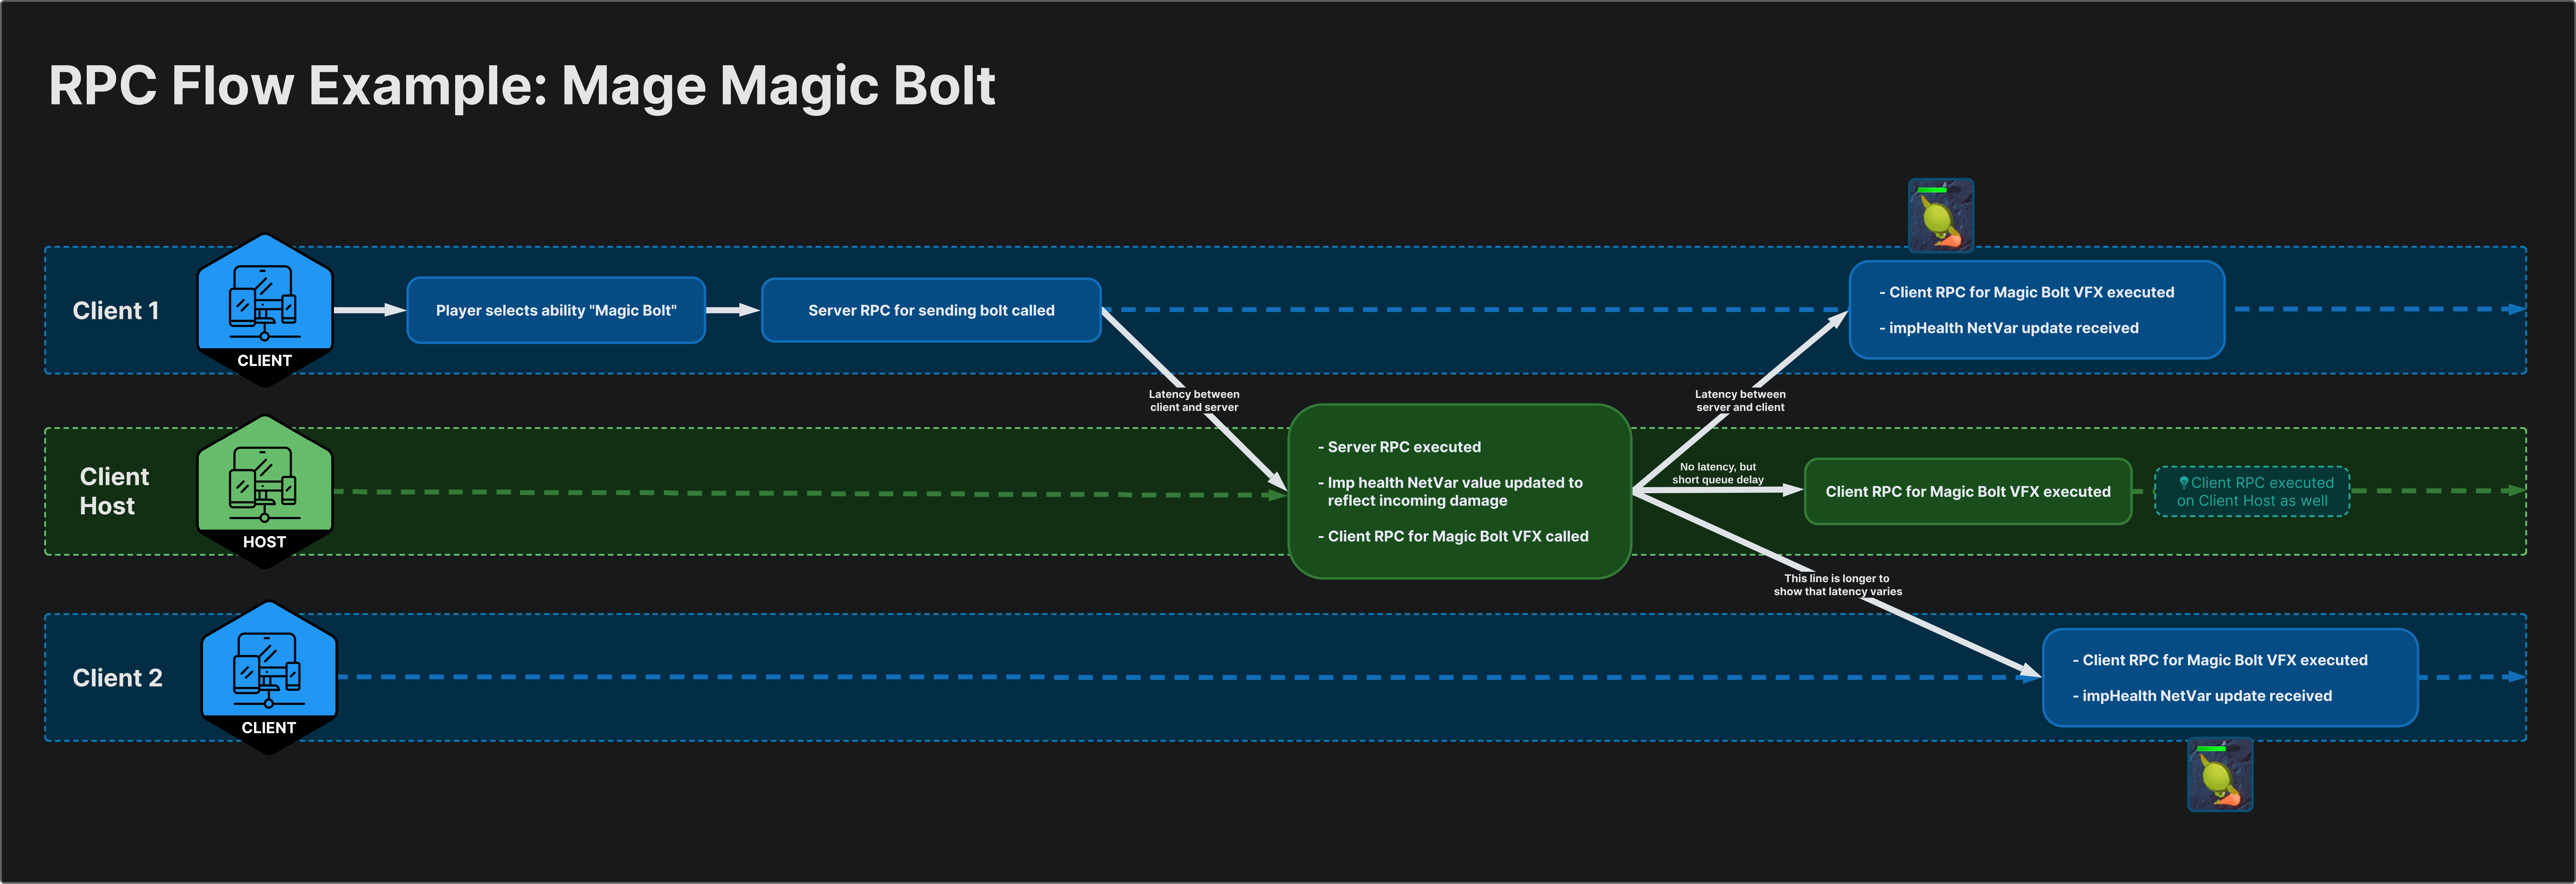 RPC Flow Example: Mage Magic Bolt
Client 1
CLIENT
Player selects ability "Magic Bolt"
Server RPC for sending bolt called
- Client RPC for Magic Bolt VFX executed
- impHealth NetVar update received
Latency between
client and server
Latency between
server and client
Client
Host
HOST
- Server RPC executed
- Imp health NetVar value updated to
reflect incoming damage
- Client RPC for Magic Bolt VFX called
No latency, but
short queue delay
Client RPC for Magic Bolt VFX executed
Client RPC executed
on Client Host as well
This line is longer to
show that latency varies
Client 2
CLIENT
- Client RPC for Magic Bolt VFX executed
- impHealth NetVar update received